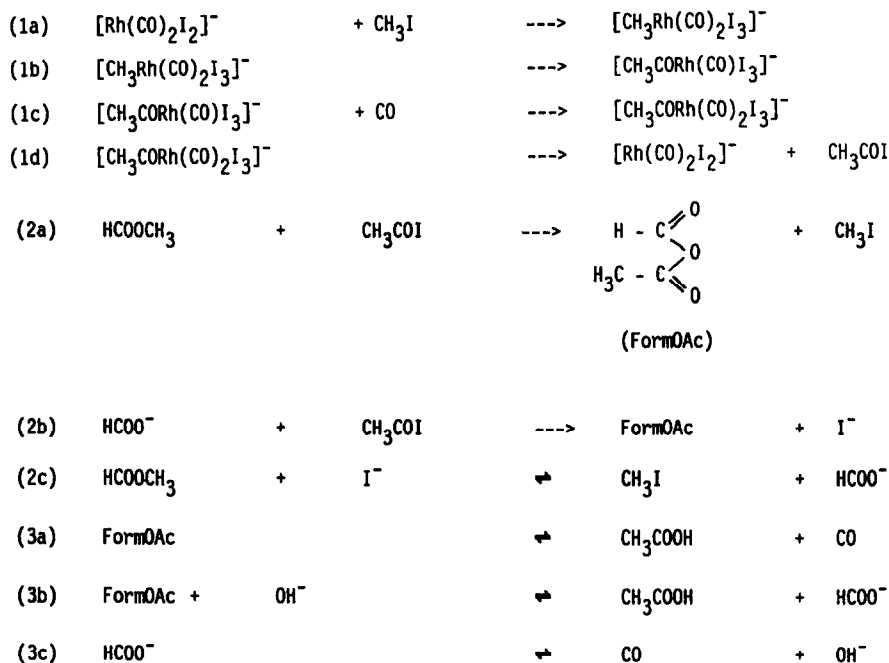 (1a) [Rh(CO)₂I₂]⁻ + CH₃I ---> [CH₃Rh(CO)₂I₃]⁻
(1b) [CH₃Rh(CO)₂I₃]⁻ ---> [CH₃CORh(CO)I₃]⁻
(1c) [CH₃CORh(CO)I₃]⁻ + CO ---> [CH₃CORh(CO)₂I₃]⁻
(1d) [CH₃CORh(CO)₂I₃]⁻ ---> [Rh(CO)₂I₂]⁻ + CH₃COI
O
(2a) HCOOCH₃ + CH₃COI ---> H - C + CH₃I
O
H₃C - C
O
(FormOAc)
(2b) HCOO⁻ + CH₃COI ---> FormOAc + I⁻
(2c) HCOOCH₃ + I⁻ ⇌ CH₃I + HCOO⁻
(3a) FormOAc ⇌ CH₃COOH + CO
(3b) FormOAc + OH⁻ ⇌ CH₃COOH + HCOO⁻
(3c) HCOO⁻ ⇌ CO + OH⁻